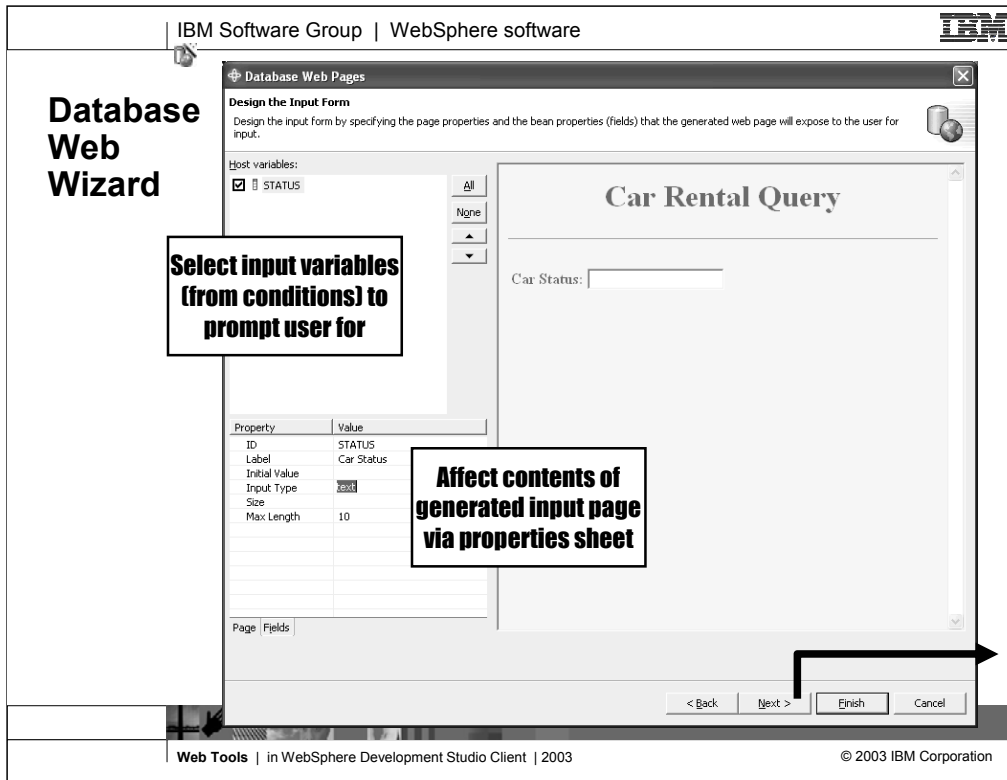 IBM Software Group | WebSphere software
IBM
Database
Web
Wizard
Database Web Pages
Design the Input Form
Design the input form by specifying the page properties and the bean properties (fields) that the generated web page will expose to the user for
input.
Host variables:
STATUS
All
None
Select input variables
(from conditions) to
prompt user for
Car Rental Query
Car Status:
Property Value
ID STATUS
Label Car Status
Initial Value
Input Type text
Size
Max Length 10
Affect contents of
generated input page
via properties sheet
Page Fields
< Back Next > Finish Cancel
Web Tools | in WebSphere Development Studio Client | 2003
© 2003 IBM Corporation